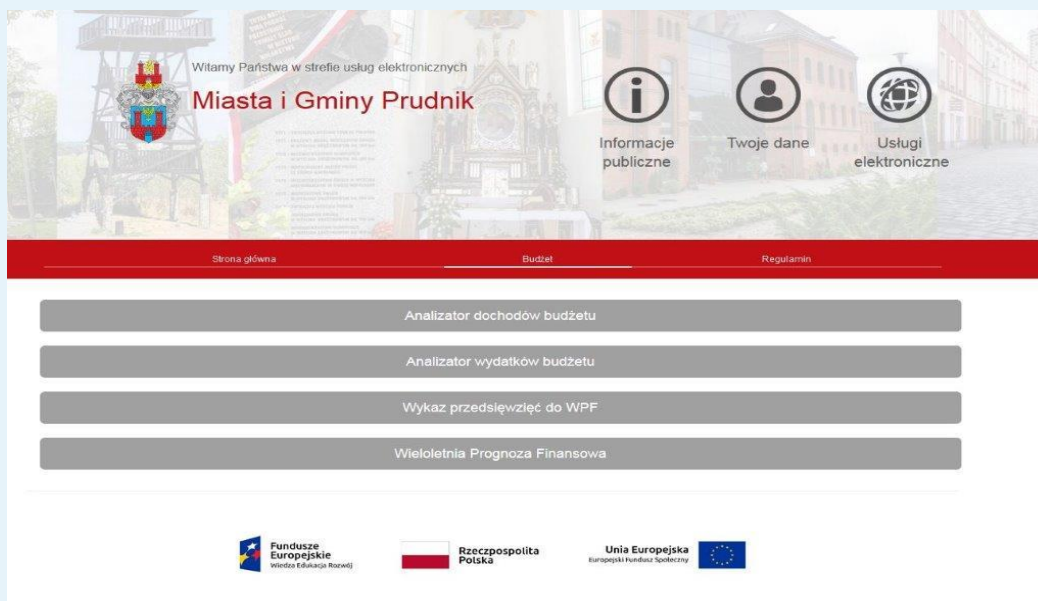 Witamy Państwa w strefie usług elektronicznych
Miasta i Gminy Prudnik
Informacje
publiczne
Twoje dane
Usługi
elektroniczne
Strona główna
Budżet
Regulamin
Analizator dochodów budżetu
Analizator wydatków budżetu
Wykaz przedsięwzięć do WPF
Wieloletnia Prognoza Finansowa
Fundusze
Europejskie
Wiedza Edukacja Rozwój
Rzeczpospolita
Polska
Unia Europejska
Europejski Fundusz Społeczny